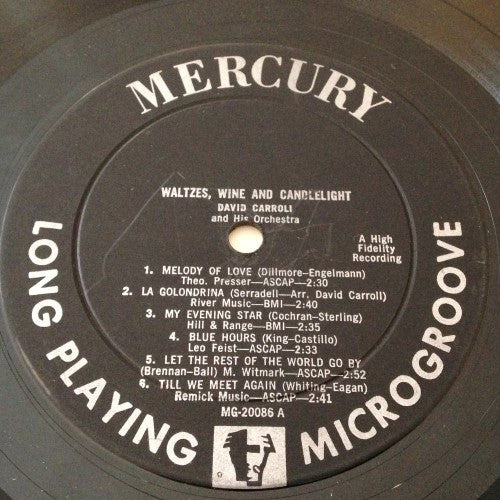 MERCURY
WALTZES, WINE AND CANDLELIGHT
DAVID CARROLL
and His Orchestra
A High
Fidelity
Recording
1. MELODY OF LOVE (Dillmore—Engelmann)
Theo. Presser—ASCAP—2:30
2. LA GOLONDRINA (Serradell—Arr. David Carroll)
River Music—BMI—2:40
3. MY EVENING STAR (Cochran—Sterling)
Hill & Range—BMI—2:35
4. BLUE HOURS (King—Castillo)
Leo Feist—ASCAP—2:33
5. LET THE REST OF THE WORLD GO BY
(Brennan—Ball) M. Witmark—ASCAP—2:52
6. TILL WE MEET AGAIN (Whiting—Eagan)
Remick Music—ASCAP—2:41
MG-20086 A
LONG PLAYING
MICROGROOVE